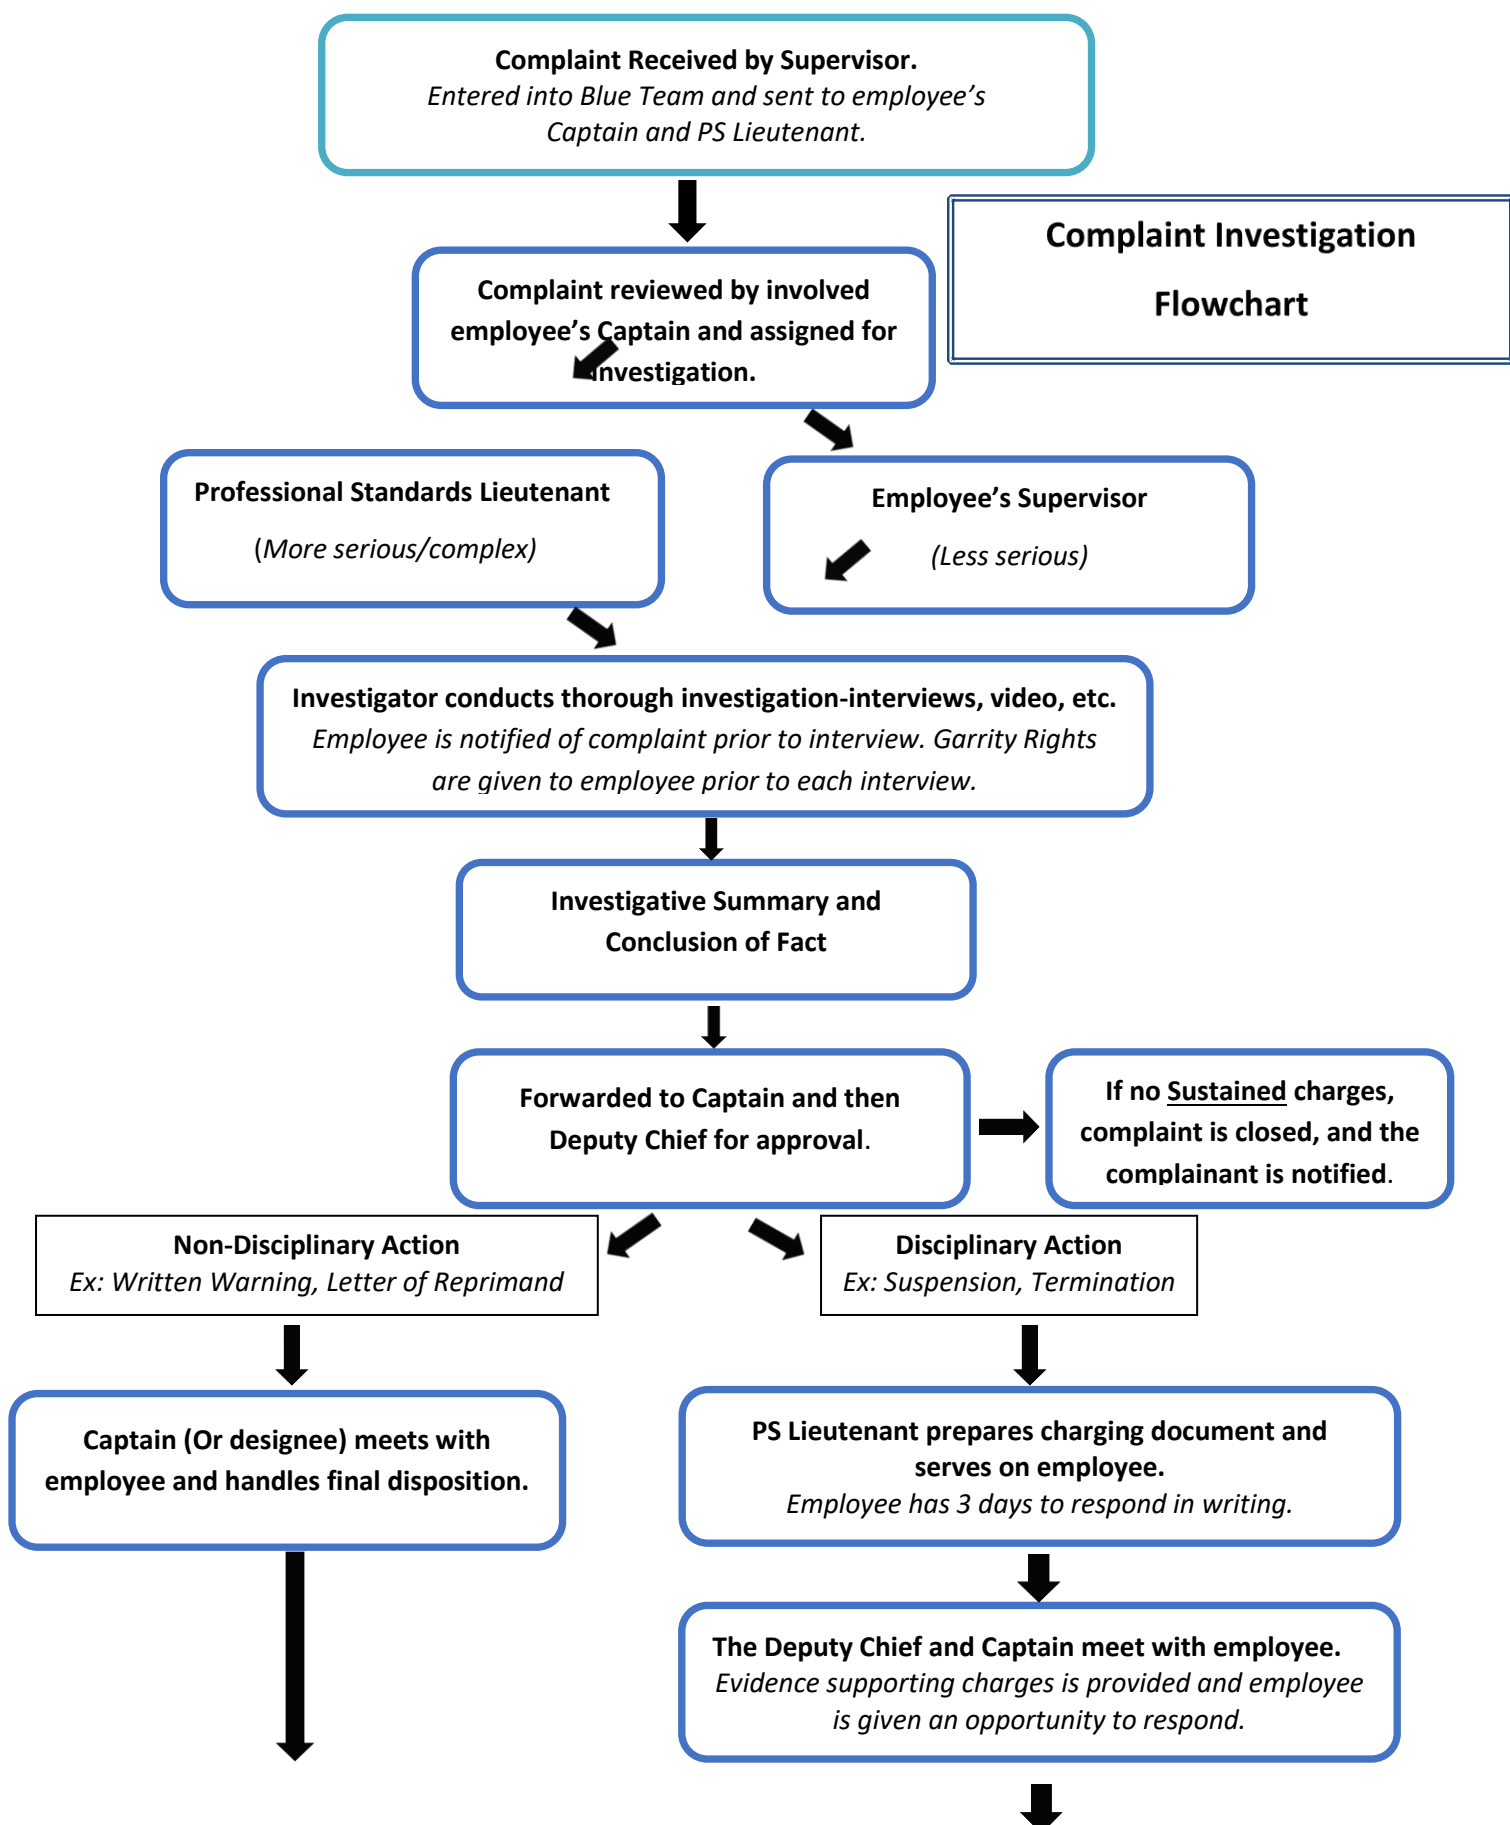 Complaint Received by Supervisor.
Entered into Blue Team and sent to employee’s
Captain and PS Lieutenant.
Complaint Investigation
Flowchart
Complaint reviewed by involved
employee’s Captain and assigned for
investigation.
Professional Standards Lieutenant
(More serious/complex)
Employee’s Supervisor
(Less serious)
Investigator conducts thorough investigation-interviews, video, etc.
Employee is notified of complaint prior to interview. Garrity Rights
are given to employee prior to each interview.
Investigative Summary and
Conclusion of Fact
Forwarded to Captain and then
Deputy Chief for approval.
If no Sustained charges,
complaint is closed, and the
complainant is notified.
Non-Disciplinary Action
Ex: Written Warning, Letter of Reprimand
Disciplinary Action
Ex: Suspension, Termination
Captain (Or designee) meets with
employee and handles final disposition.
PS Lieutenant prepares charging document and
serves on employee.
Employee has 3 days to respond in writing.
The Deputy Chief and Captain meet with employee.
Evidence supporting charges is provided and employee
is given an opportunity to respond.